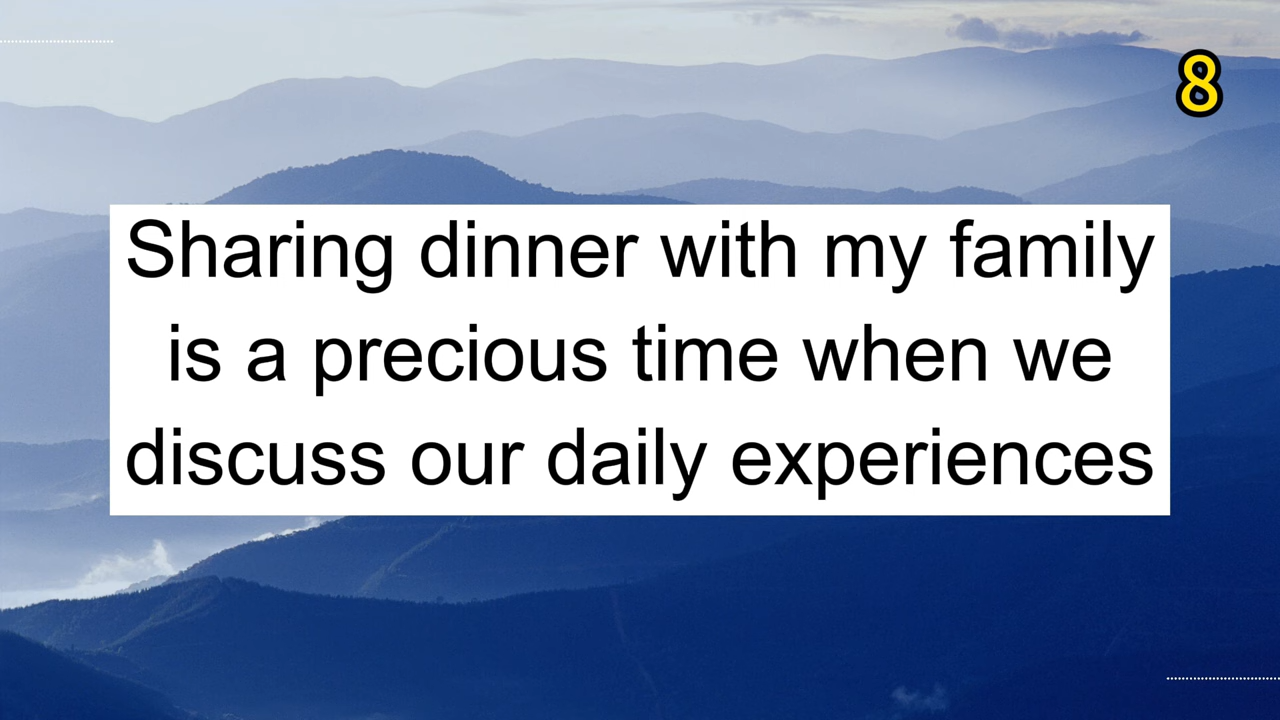 8
Sharing dinner with my family
is a precious time when we
discuss our daily experiences